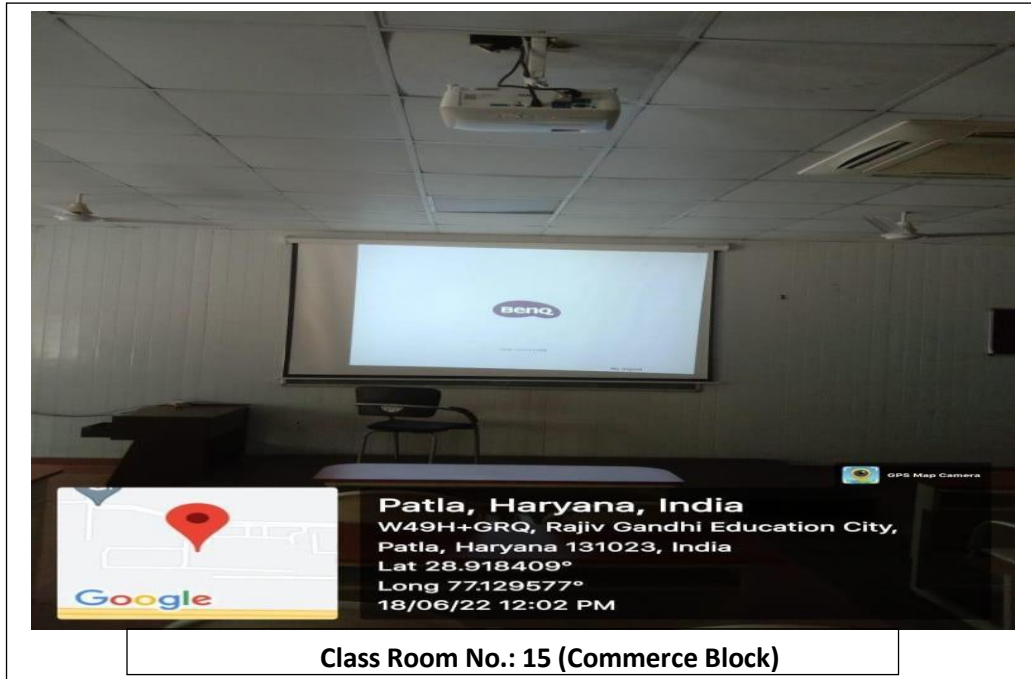 BenQ
GPS Map Camera
Patla, Haryana, India
W49H+GRQ, Rajiv Gandhi Education City,
Patla, Haryana 131023, India
Lat 28.918409°
Long 77.129577°
18/06/22 12:02 PM
Google
Class Room No.: 15 (Commerce Block)